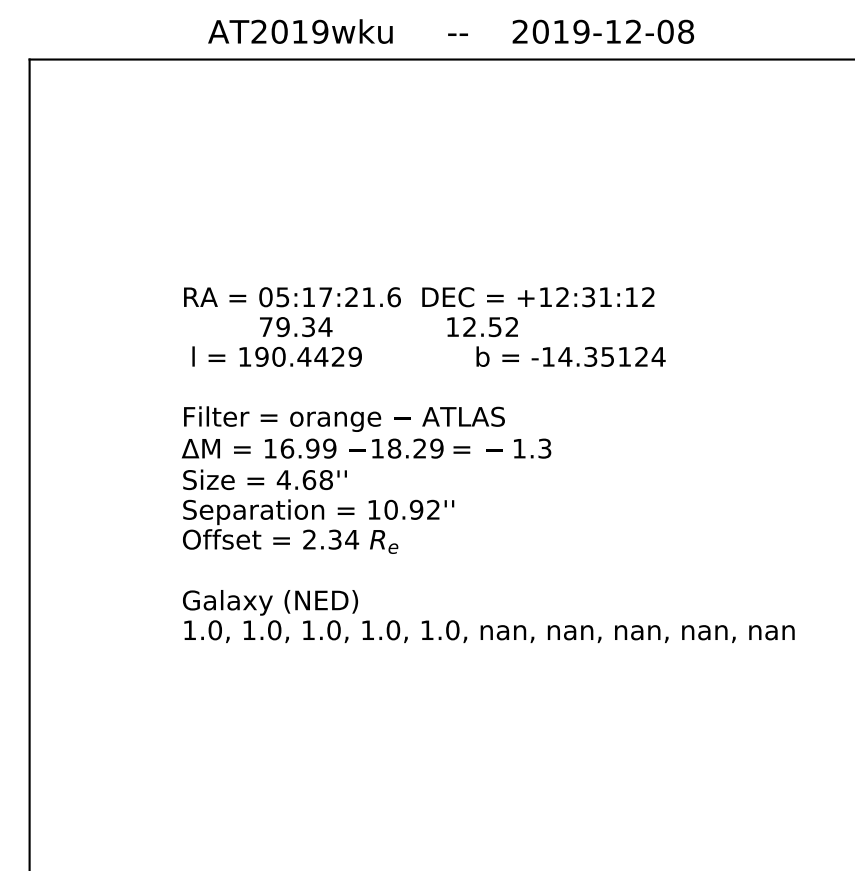 AT2019wku -- 2019-12-08
RA = 05:17:21.6 DEC = +12:31:12
79.34 12.52
l = 190.4429 b = -14.35124
Filter = orange − ATLAS
ΔM = 16.99 −18.29 = − 1.3
Size = 4.68''
Separation = 10.92''
Offset = 2.34 Re
Galaxy (NED)
1.0, 1.0, 1.0, 1.0, 1.0, nan, nan, nan, nan, nan